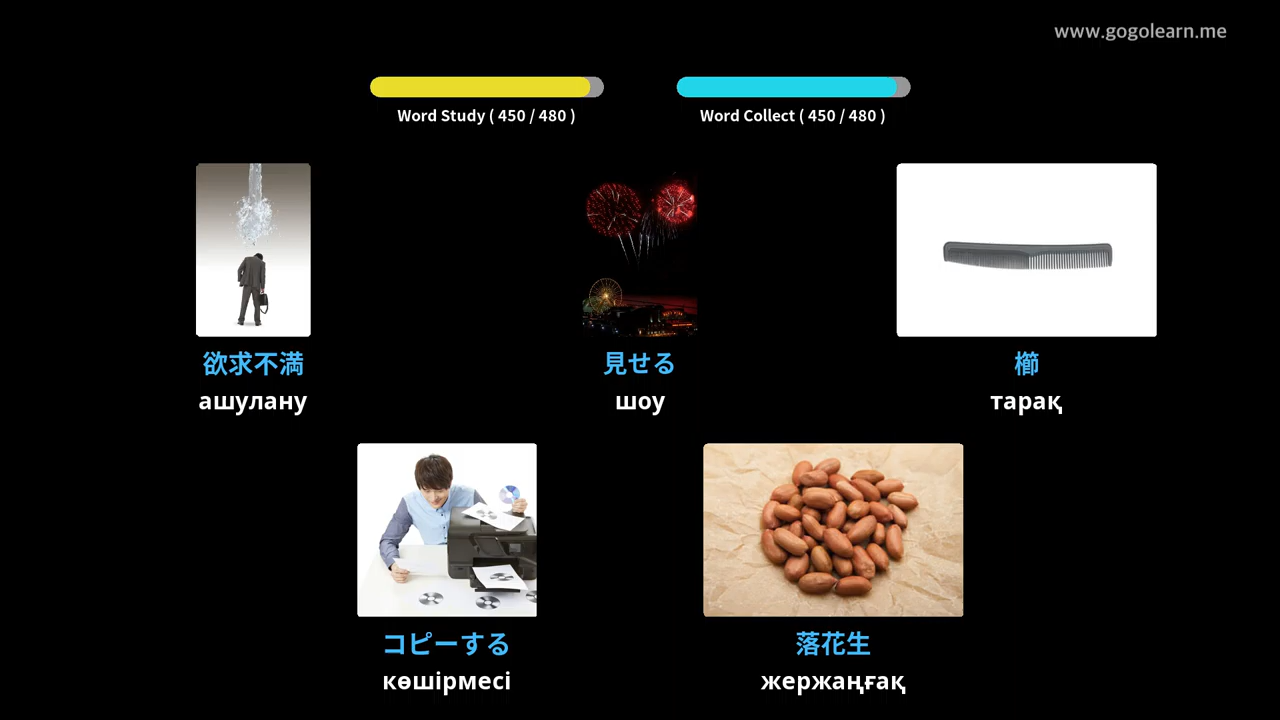 www.gogolearn.me
Word Study ( 450 / 480 )
Word Collect ( 450 / 480 )
欲求不満
ашулану
見せる
шоу
櫛
тарақ
コピーする
көшірмесі
落花生
жержаңғақ